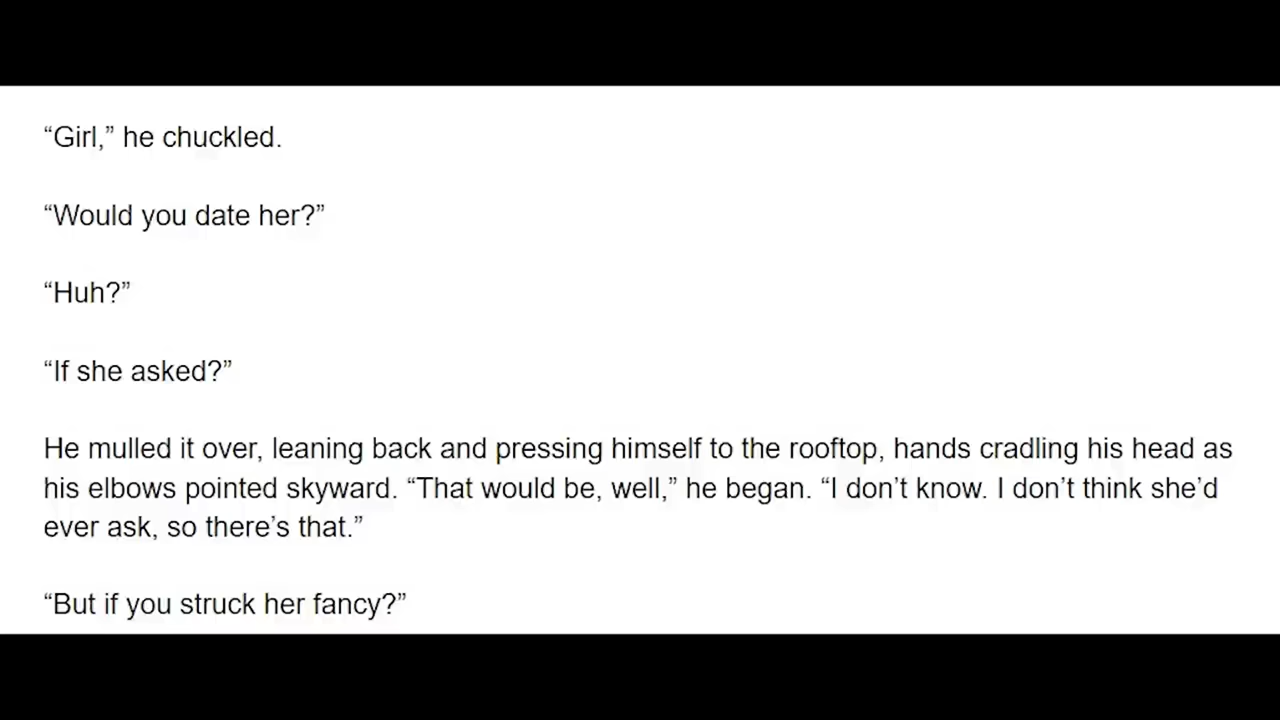 “Girl,” he chuckled.
“Would you date her?”
“Huh?”
“If she asked?”
He mulled it over, leaning back and pressing himself to the rooftop, hands cradling his head as
his elbows pointed skyward. “That would be, well,” he began. “I don’t know. I don’t think she’d
ever ask, so there’s that.”
“But if you struck her fancy?”